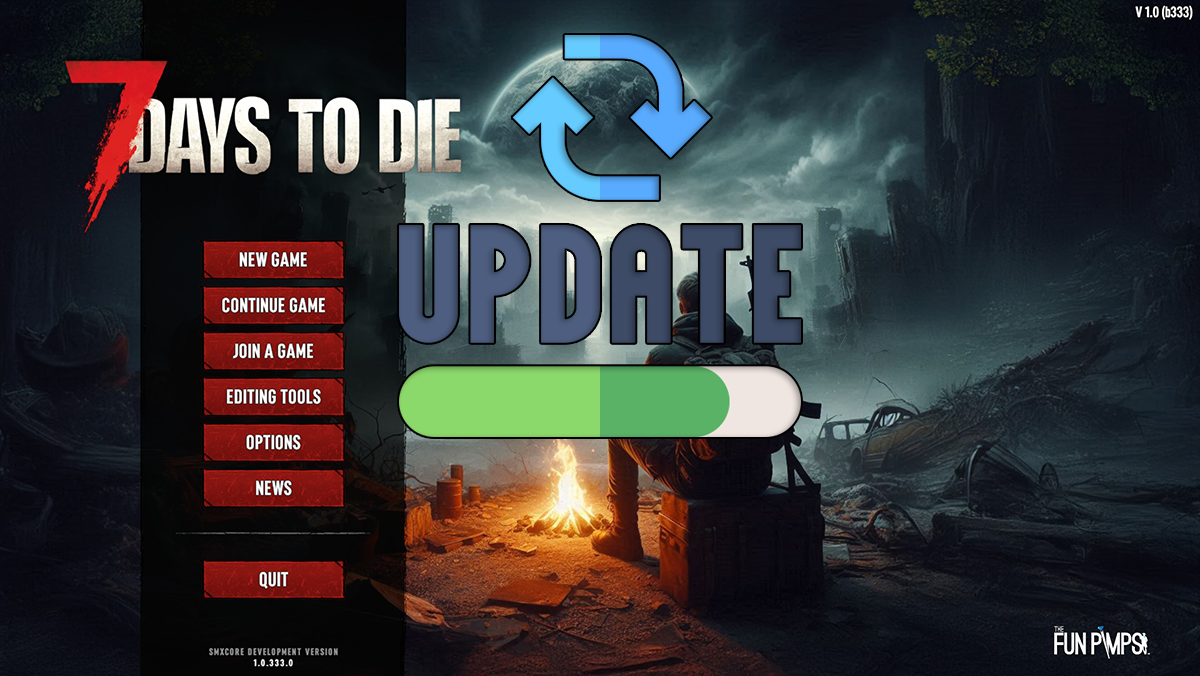 V 1.0 (b333)
7 DAYS TO DIE
UPDATE
NEW GAME
CONTINUE GAME
JOIN A GAME
EDITING TOOLS
OPTIONS
NEWS
QUIT
SMXCORE DEVELOPMENT VERSION
1.0.333.0
THE
FUN PIMPS